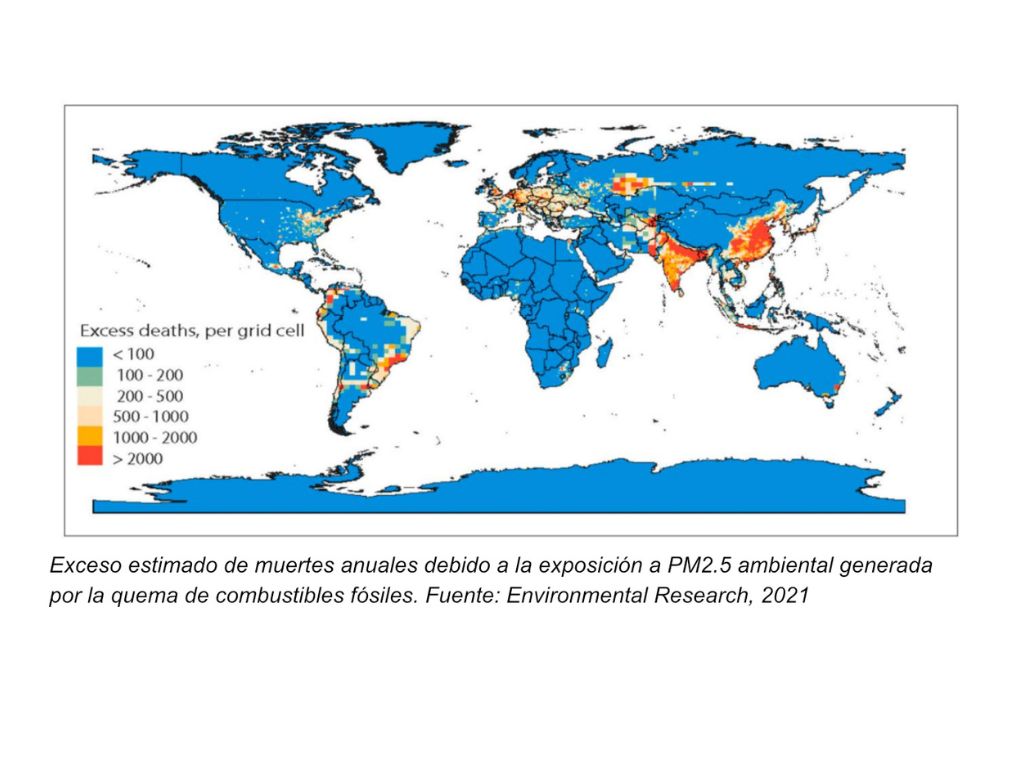 Excess deaths, per grid cell
< 100
100 - 200
200 - 500
500 - 1000
1000 - 2000
> 2000
Exceso estimado de muertes anuales debido a la exposición a PM2.5 ambiental generada
por la quema de combustibles fósiles. Fuente: Environmental Research, 2021